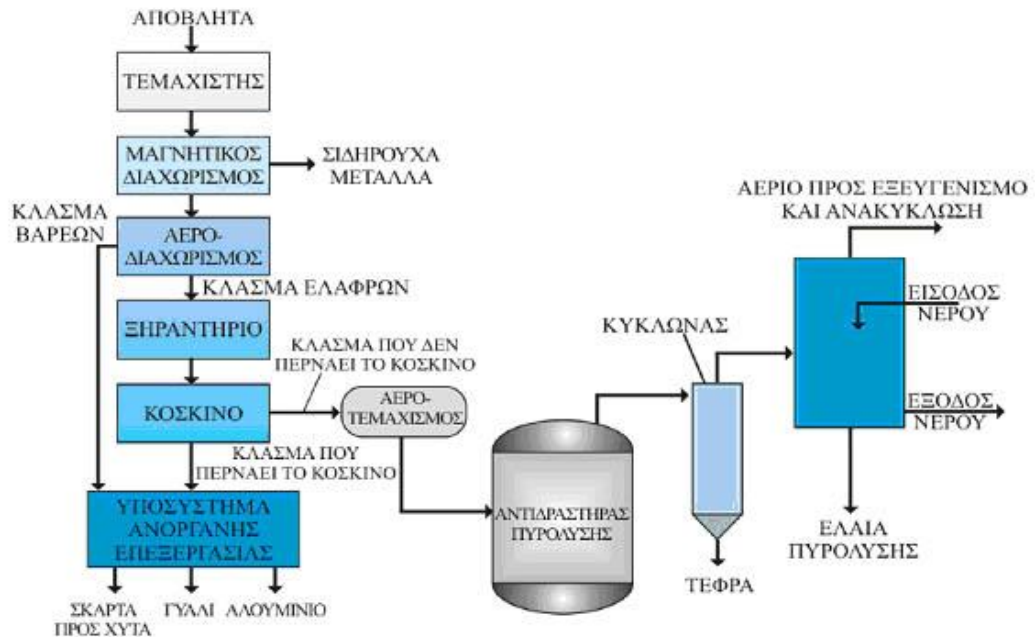 ΑΠΟΒΛΗΤΑ
ΤΕΜΑΧΙΣΤΗΣ
ΜΑΓΝΗΤΙΚΟΣ
ΔΙΑΧΩΡΙΣΜΟΣ
ΣΙΔΗΡΟΥΧΑ
ΜΕΤΑΛΛΑ
ΚΛΑΣΜΑ
ΒΑΡΕΩΝ
ΑΕΡΟ-
ΔΙΑΧΩΡΙΣΜΟΣ
ΚΛΑΣΜΑ ΕΛΑΦΡΩΝ
ΞΗΡΑΝΤΗΡΙΟ
ΚΛΑΣΜΑ ΠΟΥ ΔΕΝ
ΠΕΡΝΑΕΙ ΤΟ ΚΟΣΚΙΝΟ
ΚΟΣΚΙΝΟ
ΑΕΡΟ-
ΤΕΜΑΧΙΣΜΟΣ
ΚΛΑΣΜΑ ΠΟΥ
ΠΕΡΝΑΕΙ ΤΟ ΚΟΣΚΙΝΟ
ΥΠΟΣΥΣΤΗΜΑ
ΑΝΟΡΓΑΝΗΣ
ΕΠΕΞΕΡΓΑΣΙΑΣ
ΣΚΑΡΤΑ
ΠΡΟΣ ΧΥΤΑ
ΓΥΑΛΙ
ΑΛΟΥΜΙΝΙΟ
ΑΝΤΙΔΡΑΣΤΗΡΑΣ
ΠΥΡΟΛΥΣΗΣ
ΚΥΚΛΩΝΑΣ
ΤΕΦΡΑ
ΑΕΡΙΟ ΠΡΟΣ ΕΞΕΥΓΕΝΙΣΜΟ
ΚΑΙ ΑΝΑΚΥΚΛΩΣΗ
ΕΙΣΟΔΟΣ
ΝΕΡΟΥ
ΕΞΟΔΟΣ
ΝΕΡΟΥ
ΕΛΑΙΑ
ΠΥΡΟΛΥΣΗΣ